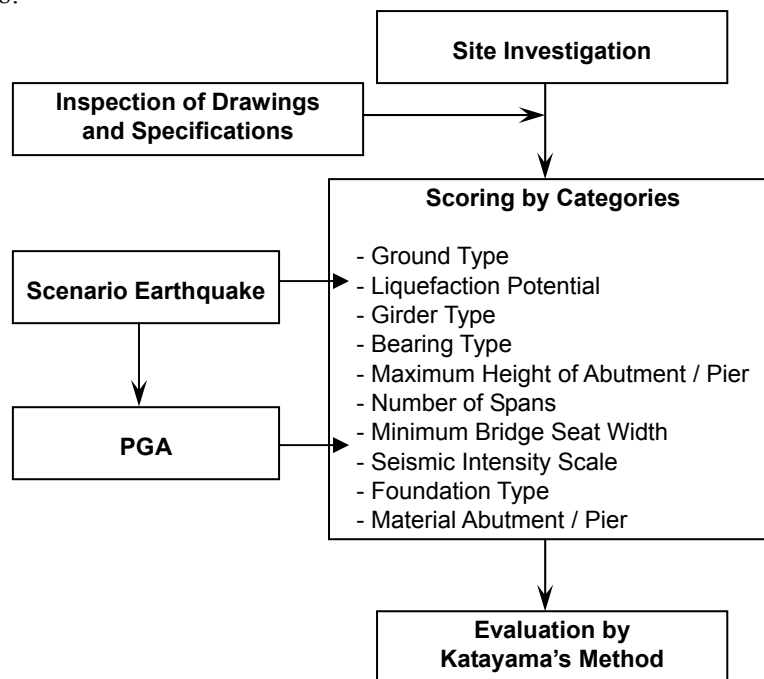 Site Investigation
Inspection of Drawings
and Specifications
Scoring by Categories
- Ground Type
- Liquefaction Potential
- Girder Type
- Bearing Type
- Maximum Height of Abutment / Pier
- Number of Spans
- Minimum Bridge Seat Width
- Seismic Intensity Scale
- Foundation Type
- Material Abutment / Pier
Scenario Earthquake
PGA
Evaluation by
Katayama's Method